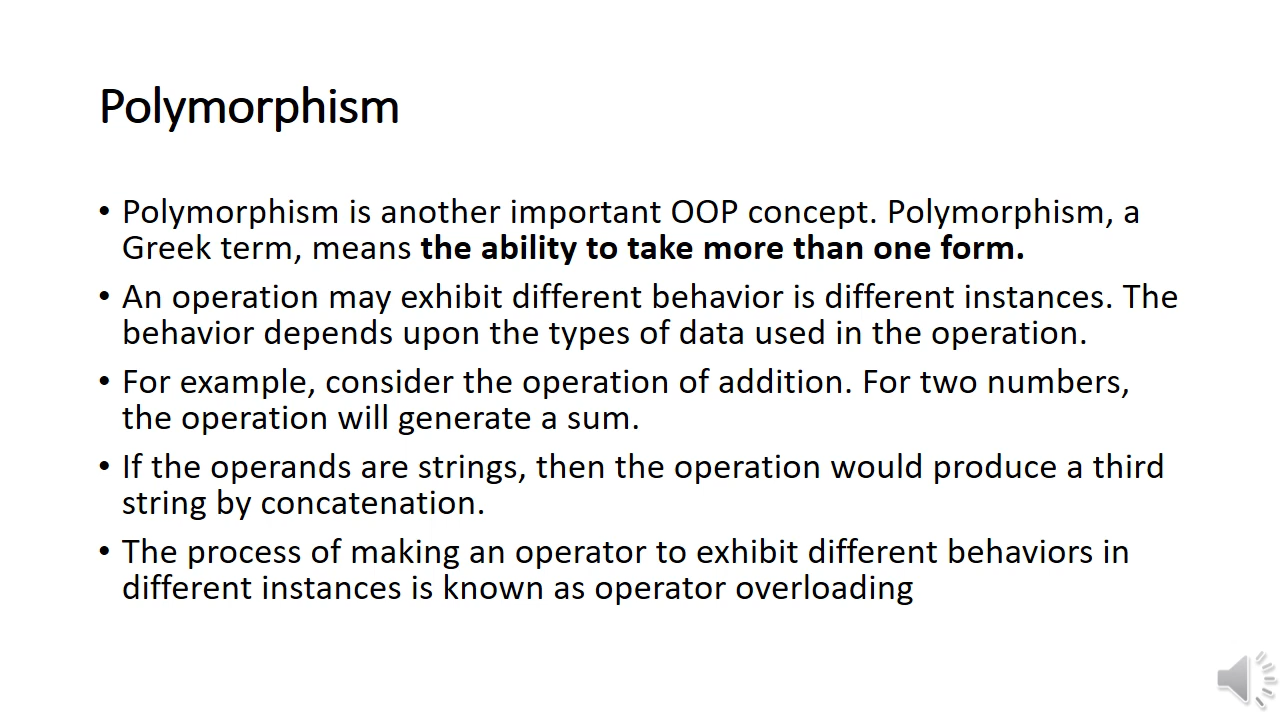 Polymorphism
• Polymorphism is another important OOP concept. Polymorphism, a
Greek term, means the ability to take more than one form.
• An operation may exhibit different behavior is different instances. The
behavior depends upon the types of data used in the operation.
• For example, consider the operation of addition. For two numbers,
the operation will generate a sum.
• If the operands are strings, then the operation would produce a third
string by concatenation.
• The process of making an operator to exhibit different behaviors in
different instances is known as operator overloading